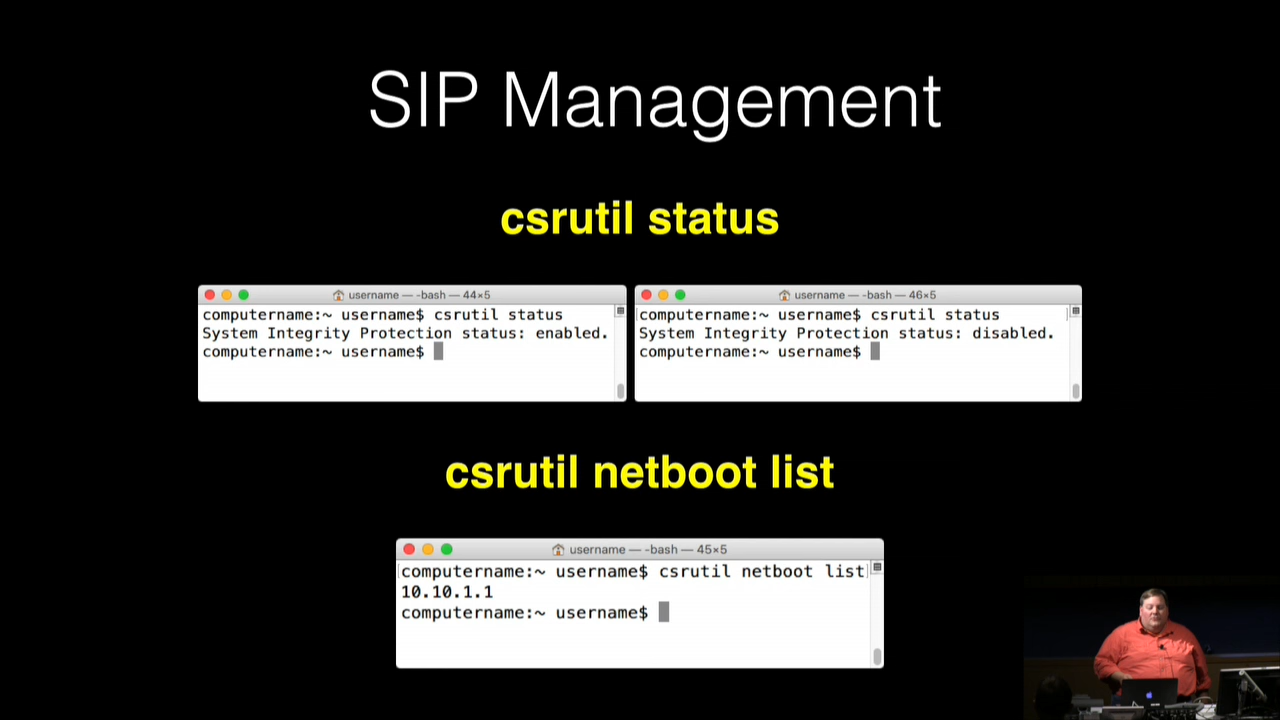 SIP Management
csrutil status
username — -bash — 44×5
computername:~ username$ csrutil status
System Integrity Protection status: enabled.
computername:~ username$
username — -bash — 46×5
computername:~ username$ csrutil status
System Integrity Protection status: disabled.
computername:~ username$
csrutil netboot list
username — -bash — 45×5
computername:~ username$ csrutil netboot list
10.10.1.1
computername:~ username$